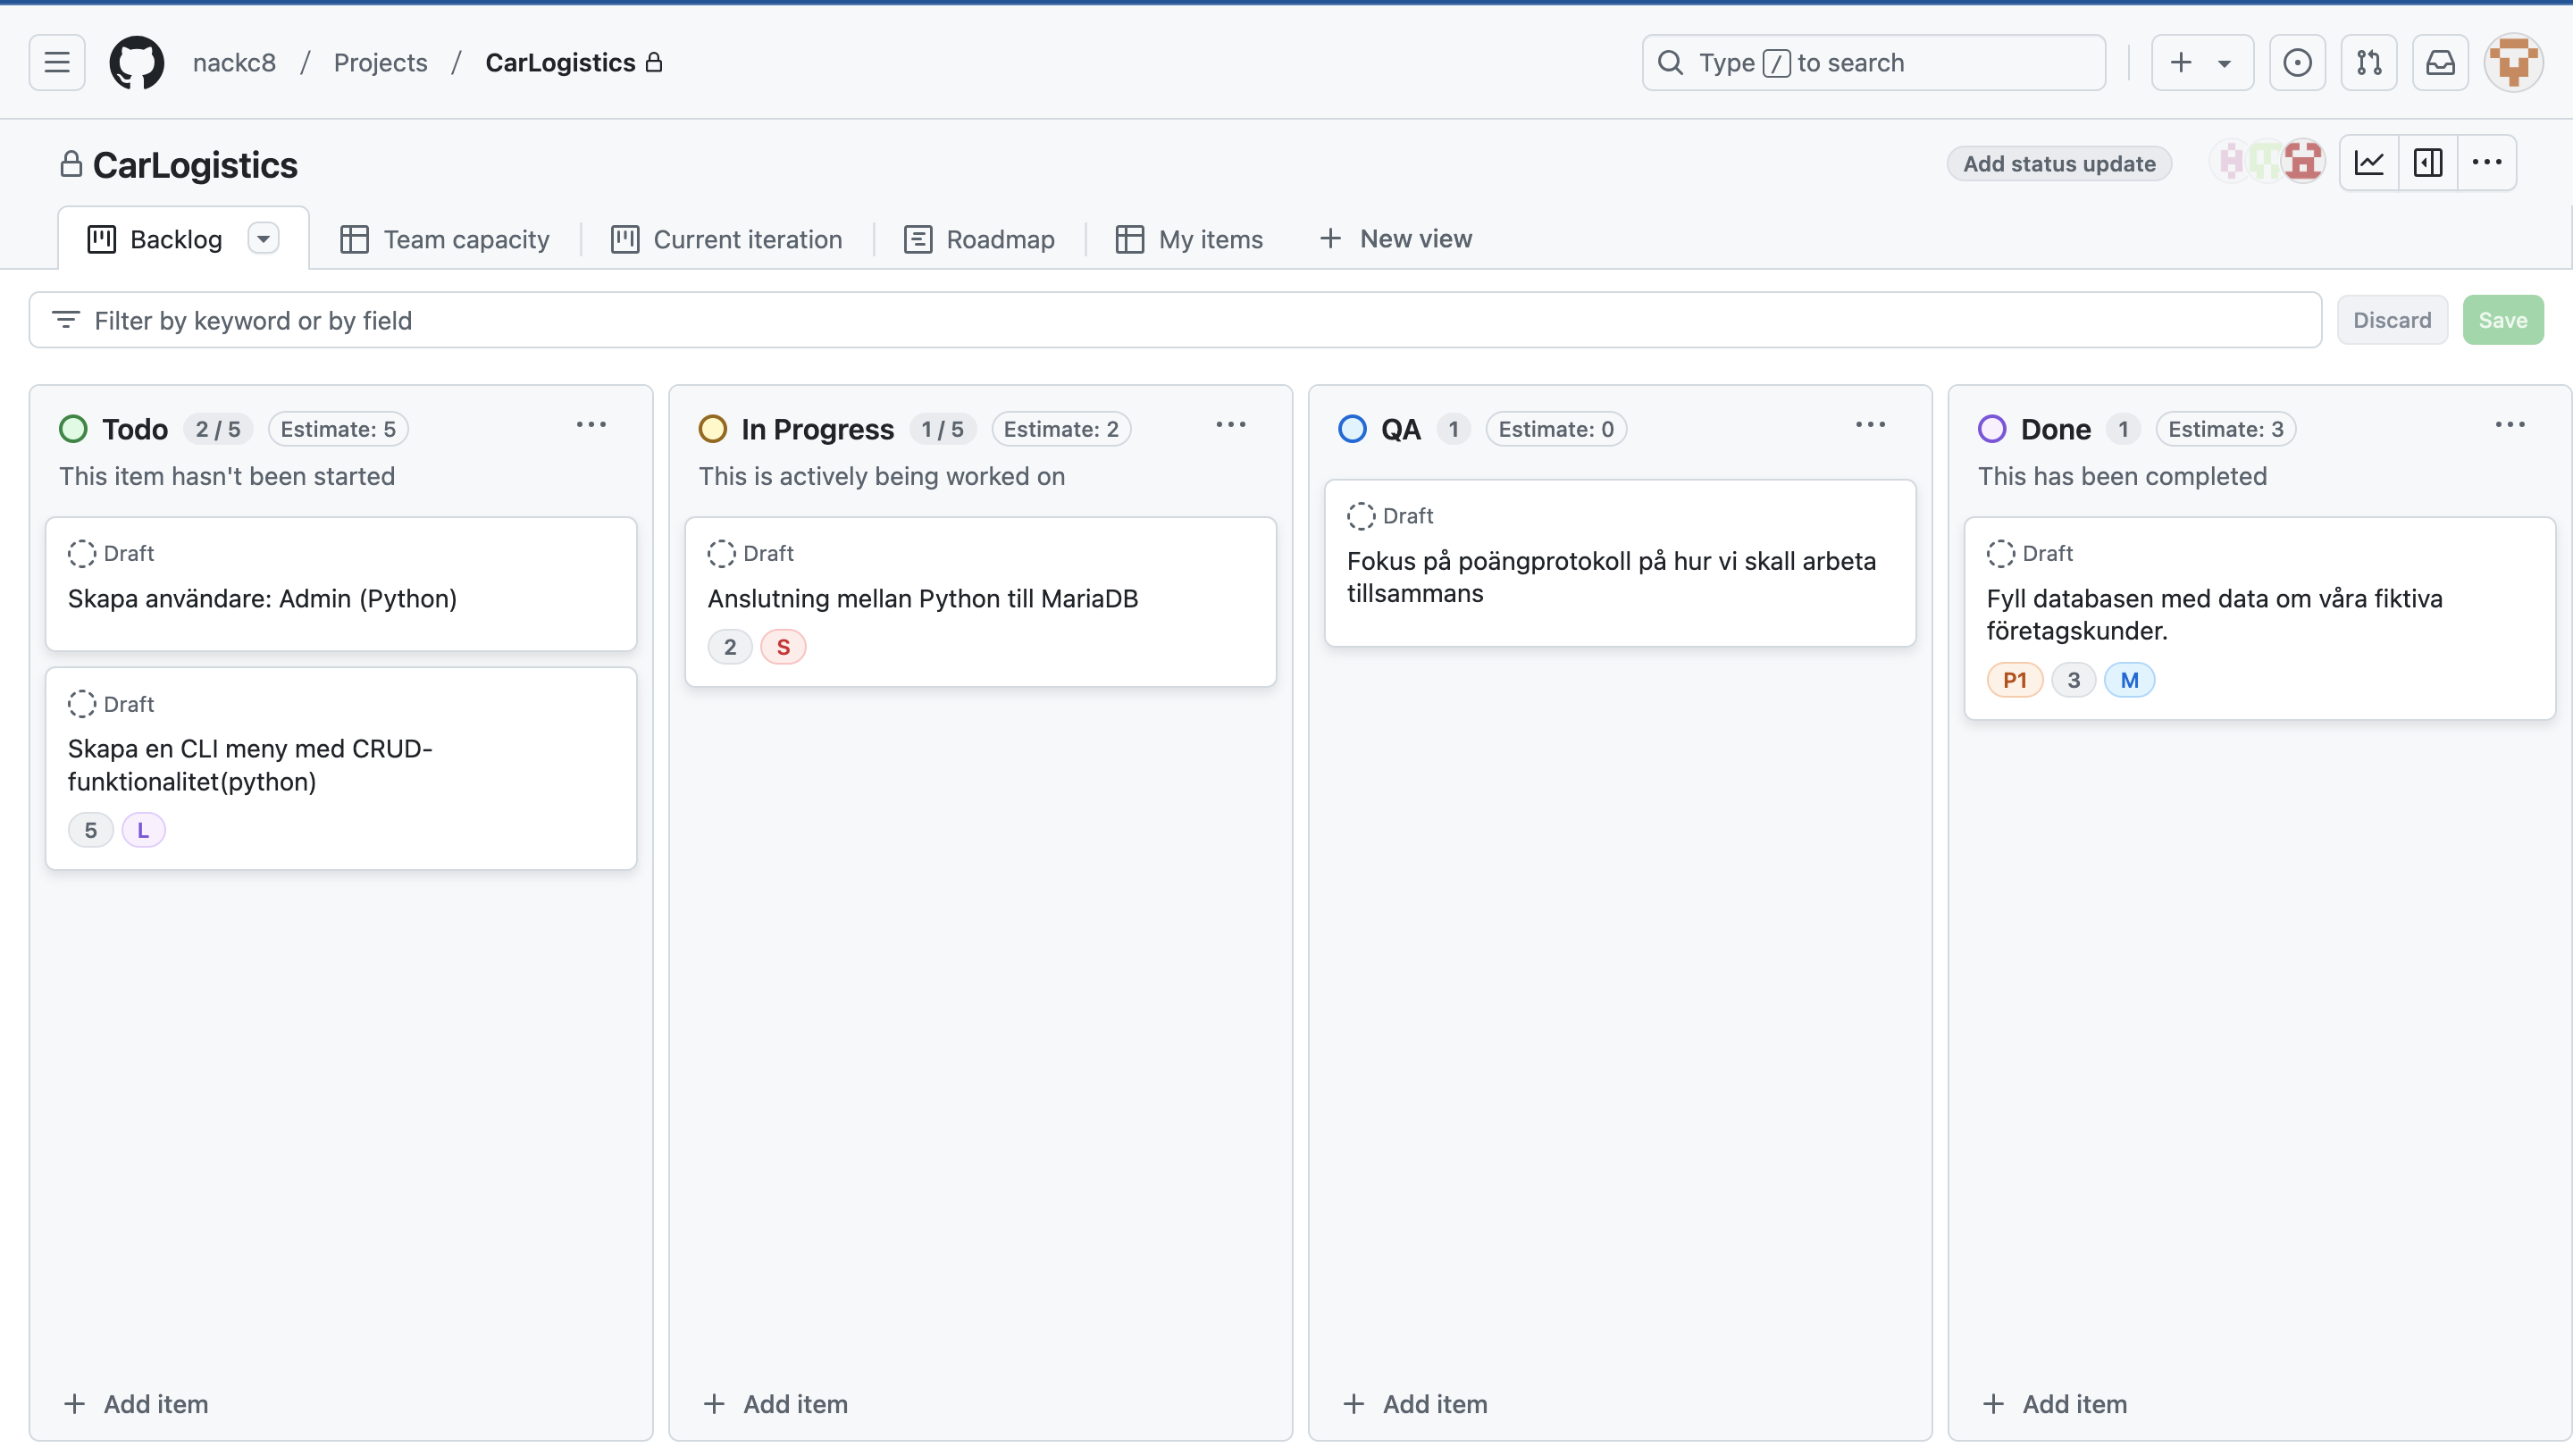 nackc8 / Projects / CarLogistics
Type / to search
CarLogistics
Add status update
Backlog
Team capacity
Current iteration
Roadmap
My items
New view
Filter by keyword or by field
Discard
Save
Todo 2 / 5 Estimate: 5
This item hasn't been started
Draft
Skapa användare: Admin (Python)
Draft
Skapa en CLI meny med CRUD-
funktionalitet(python)
5 L
Add item
In Progress 1 / 5 Estimate: 2
This is actively being worked on
Draft
Anslutning mellan Python till MariaDB
2 S
Add item
QA 1 Estimate: 0
Draft
Fokus på poängprotokoll på hur vi skall arbeta
tillsammans
Add item
Done 1 Estimate: 3
This has been completed
Draft
Fyll databasen med data om våra fiktiva
företagskunder.
P1 3 M
Add item